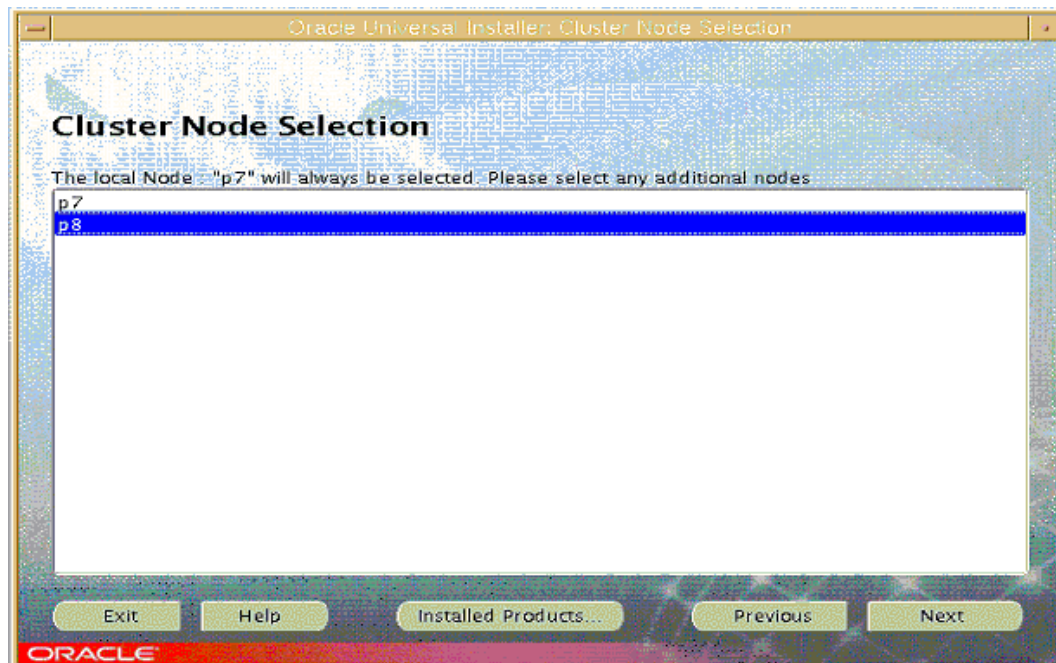 Oracle Universal Installer: Cluster Node Selection
Cluster Node Selection
The local Node : "p7" will always be selected. Please select any additional nodes
p7
p8
Exit Help Installed Products... Previous Next
ORACLE